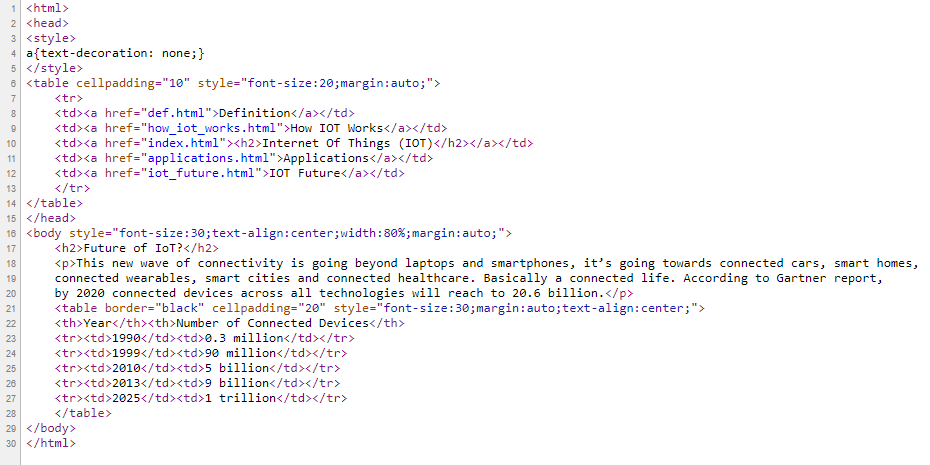 1 <html>
2 <head>
3 <style>
4 a{text-decoration: none;}
5 </style>
6 <table cellpadding="10" style="font-size:20;margin:auto;">
7 <tr>
8 <td><a href="def.html">Definition</a></td>
9 <td><a href="how_iot_works.html">How IOT Works</a></td>
10 <td><a href="index.html"><h2>Internet Of Things (IOT)</h2></a></td>
11 <td><a href="applications.html">Applications</a></td>
12 <td><a href="iot_future.html">IOT Future</a></td>
13 </tr>
14 </table>
15 </head>
16 <body style="font-size:30;text-align:center;width:80%;margin:auto;">
17 <h2>Future of IoT?</h2>
18 <p>This new wave of connectivity is going beyond laptops and smartphones, it’s going towards connected cars, smart homes,
19 connected wearables, smart cities and connected healthcare. Basically a connected life. According to Gartner report,
20 by 2020 connected devices across all technologies will reach to 20.6 billion.</p>
21 <table border="black" cellpadding="20" style="font-size:30;margin:auto;text-align:center;">
22 <th>Year</th><th>Number of Connected Devices</th>
23 <tr><td>1990</td><td>0.3 million</td></tr>
24 <tr><td>1999</td><td>90 million</td></tr>
25 <tr><td>2010</td><td>5 billion</td></tr>
26 <tr><td>2013</td><td>9 billion</td></tr>
27 <tr><td>2025</td><td>1 trillion</td></tr>
28 </table>
29 </body>
30 </html>